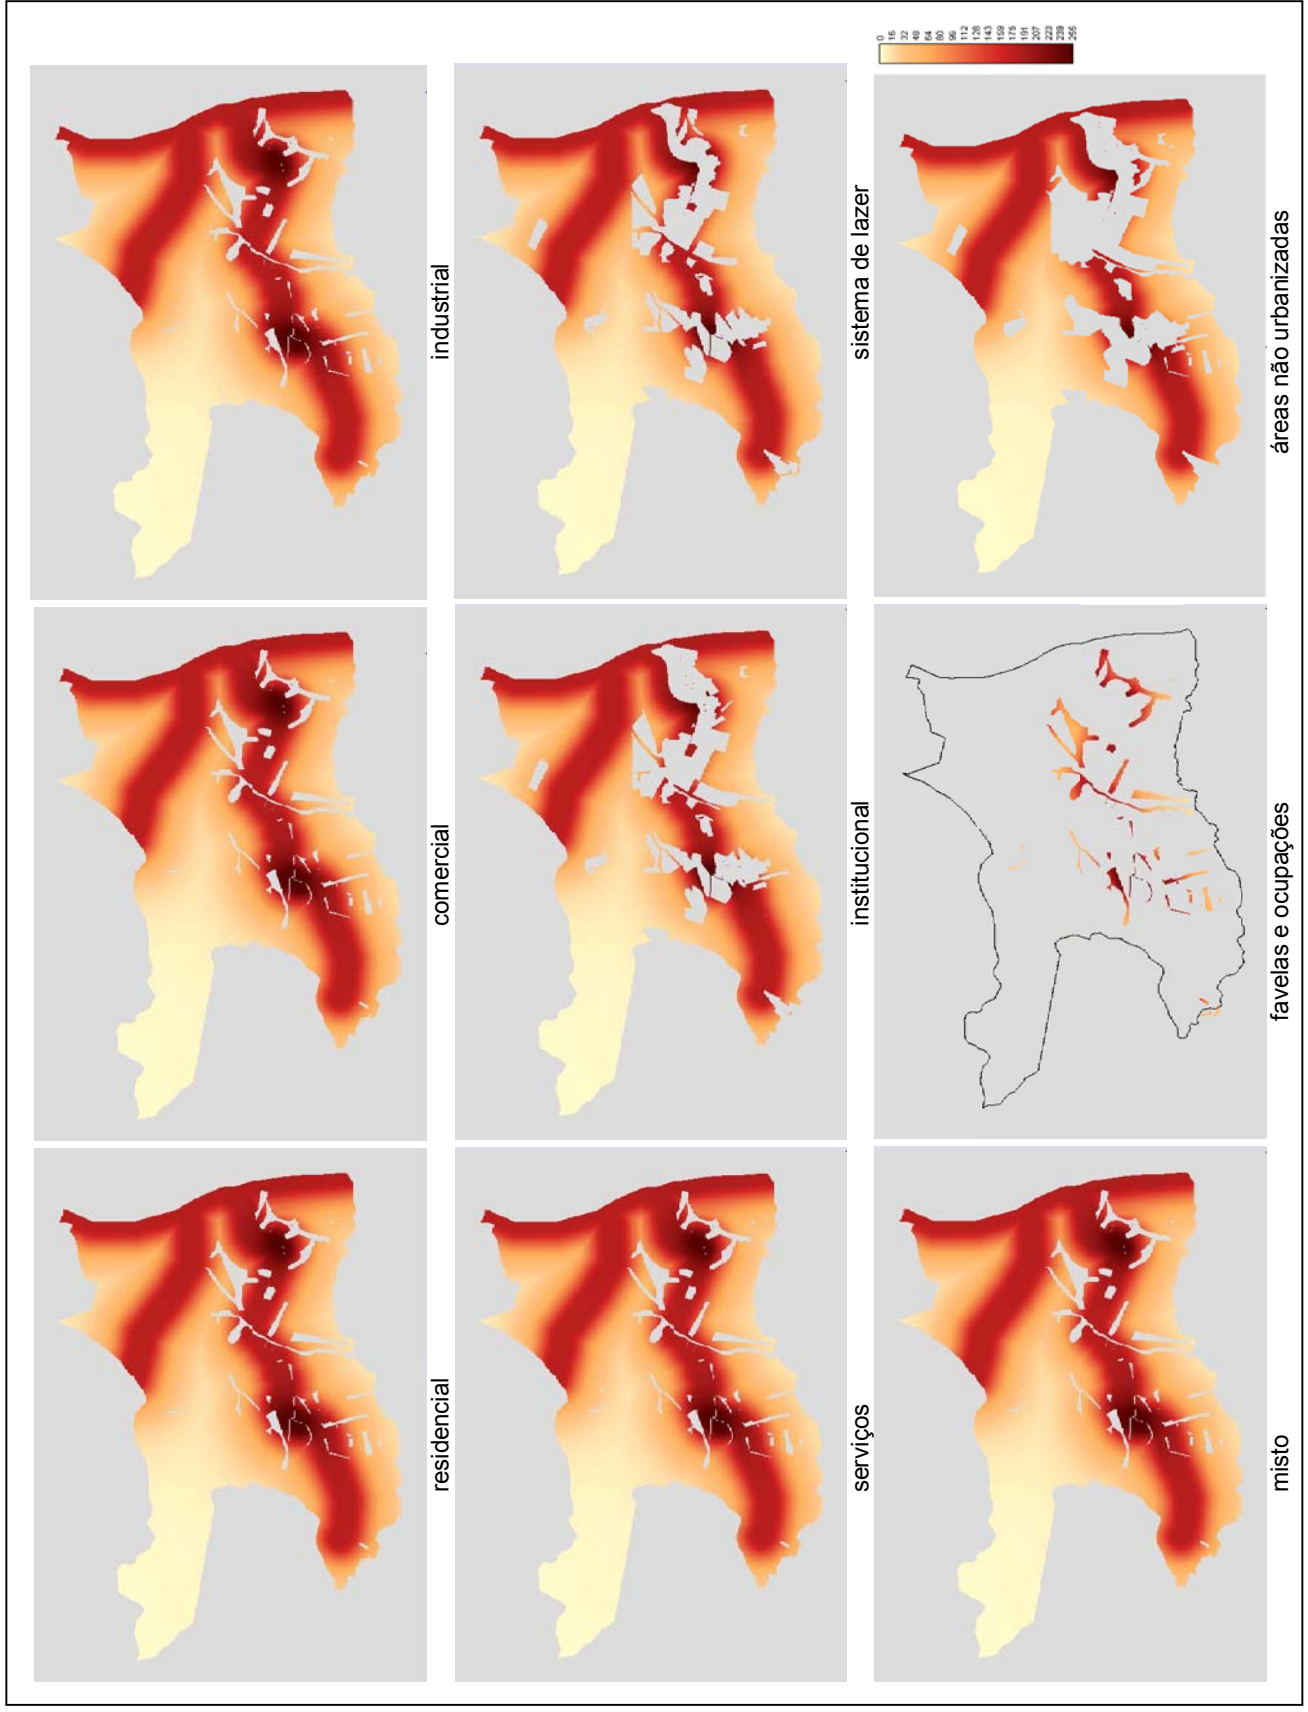 residencial
comercial
industrial
serviços
institucional
sistema de lazer
misto
favelas e ocupações
áreas não urbanizadas
0
16
32
48
64
80
96
112
128
143
159
175
191
207
223
239
255